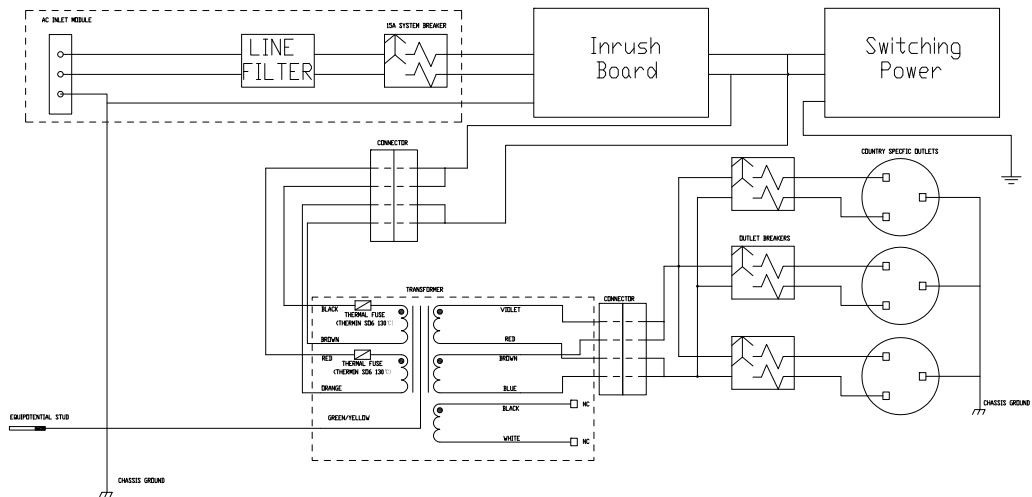 AC INLET MODULE
15A SYSTEM BREAKER
LINE
FILTER
Inrush
Board
Switching
Power
CONNECTOR
COUNTRY SPECFIC OUTLETS
OUTLET BREAKERS
TRANSFORMER
CONNECTOR
BLACK
THERMAL FUSE
(THERMIN SD6 130℃)
BROWN
RED
THERMAL FUSE
(THERMIN SD6 130℃)
ORANGE
VIOLET
RED
BROWN
BLUE
BLACK
NC
WHITE
NC
GREEN/YELLOW
EQUIPOTENTIAL STUD
CHASSIS GROUND
CHASSIS GROUND